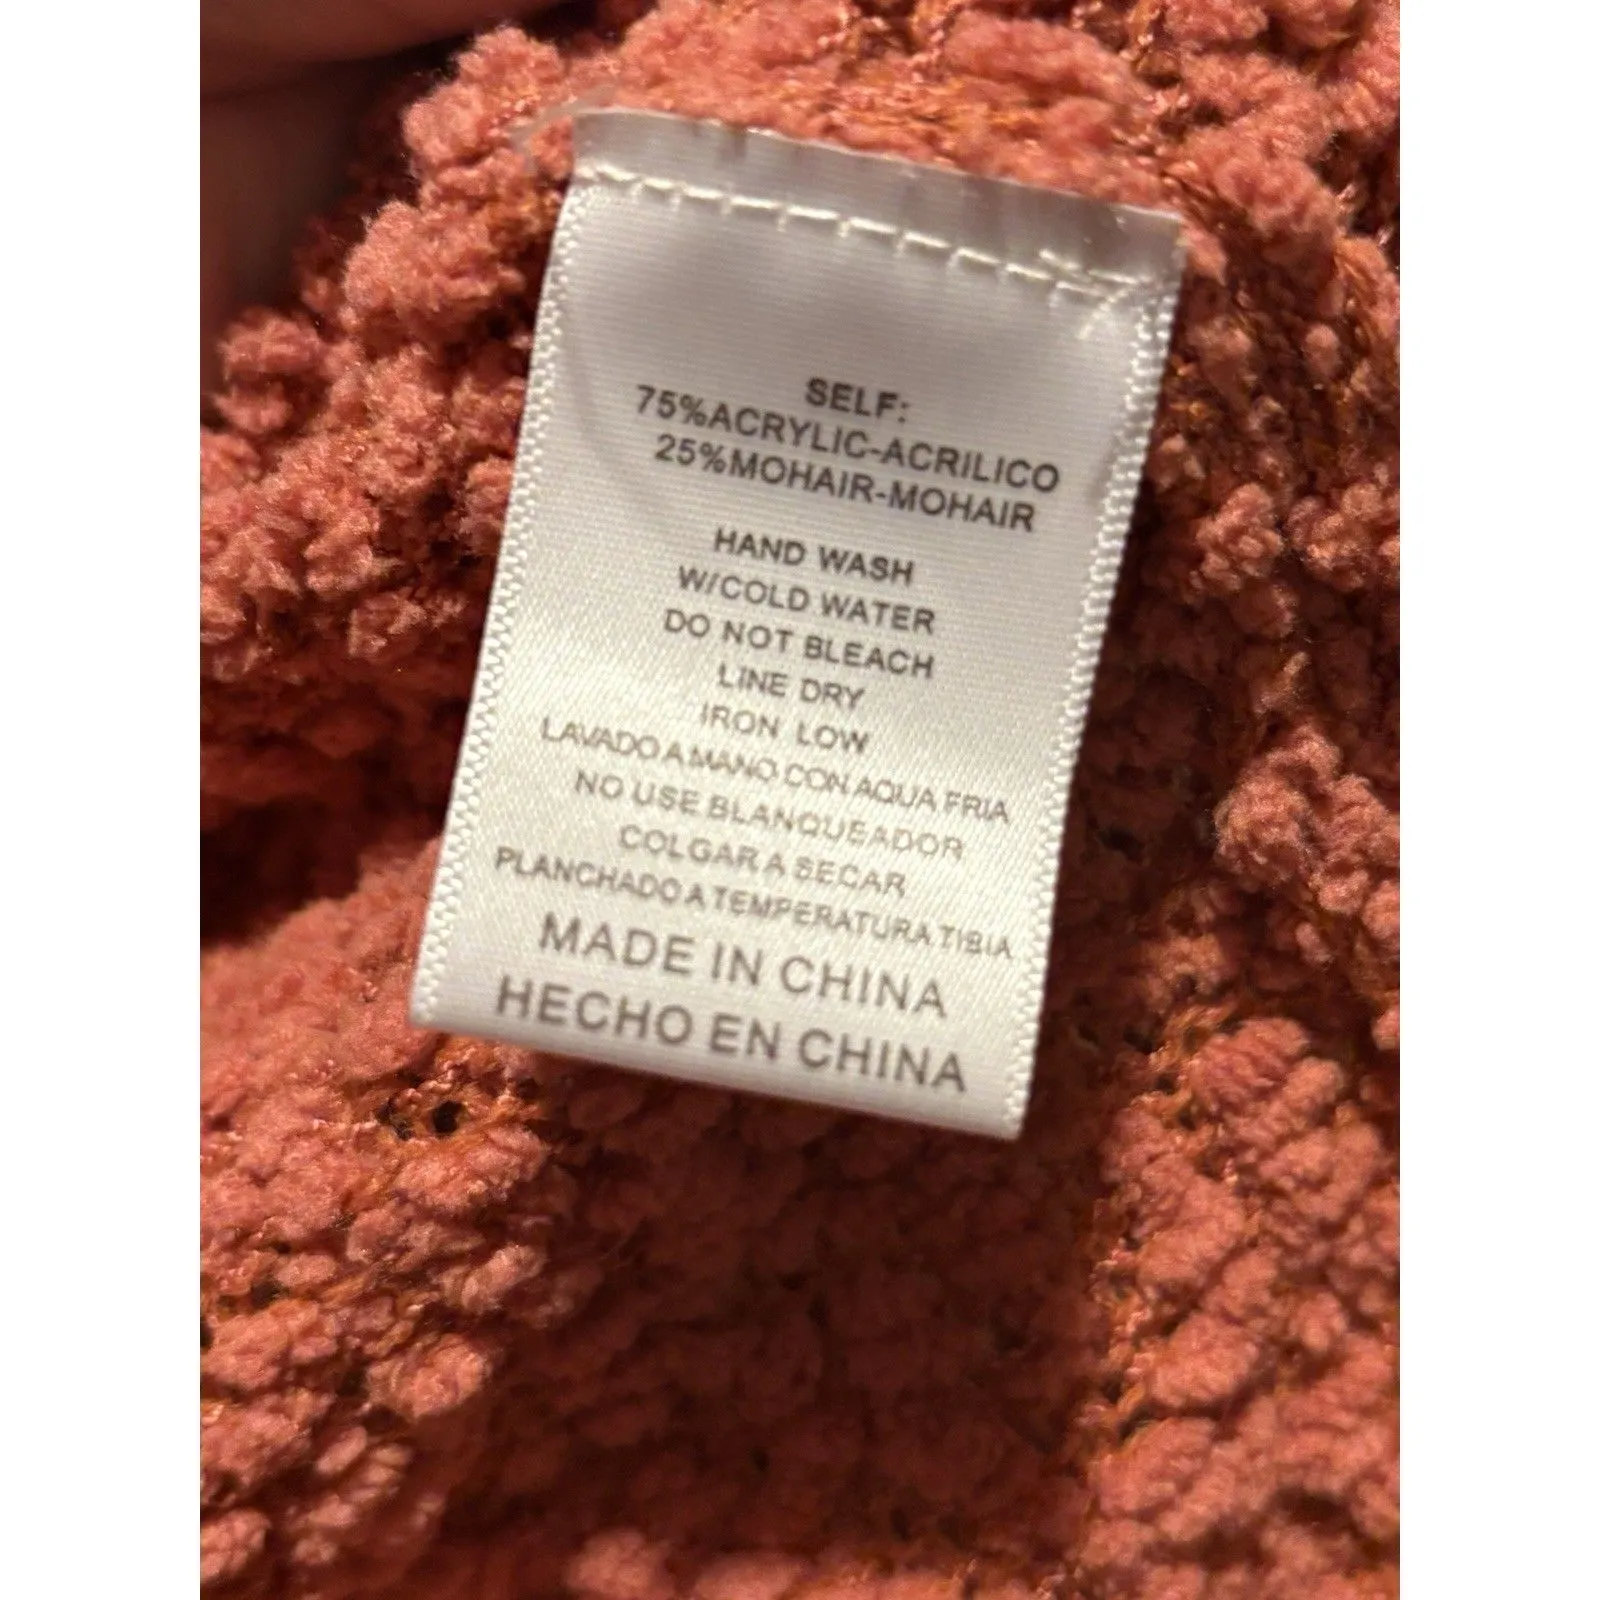 SELF:
75%ACRYLIC-ACRILICO
25%MOHAIR-MOHAIR
HAND WASH
W/COLD WATER
DO NOT BLEACH
LINE DRY
IRON LOW
LAVADO A MANO CON AQUA FRIA
NO USE BLANQUEADOR
COLGAR A SECAR
PLANCHADO A TEMPERATURA TIBIA
MADE IN CHINA
HECHO EN CHINA